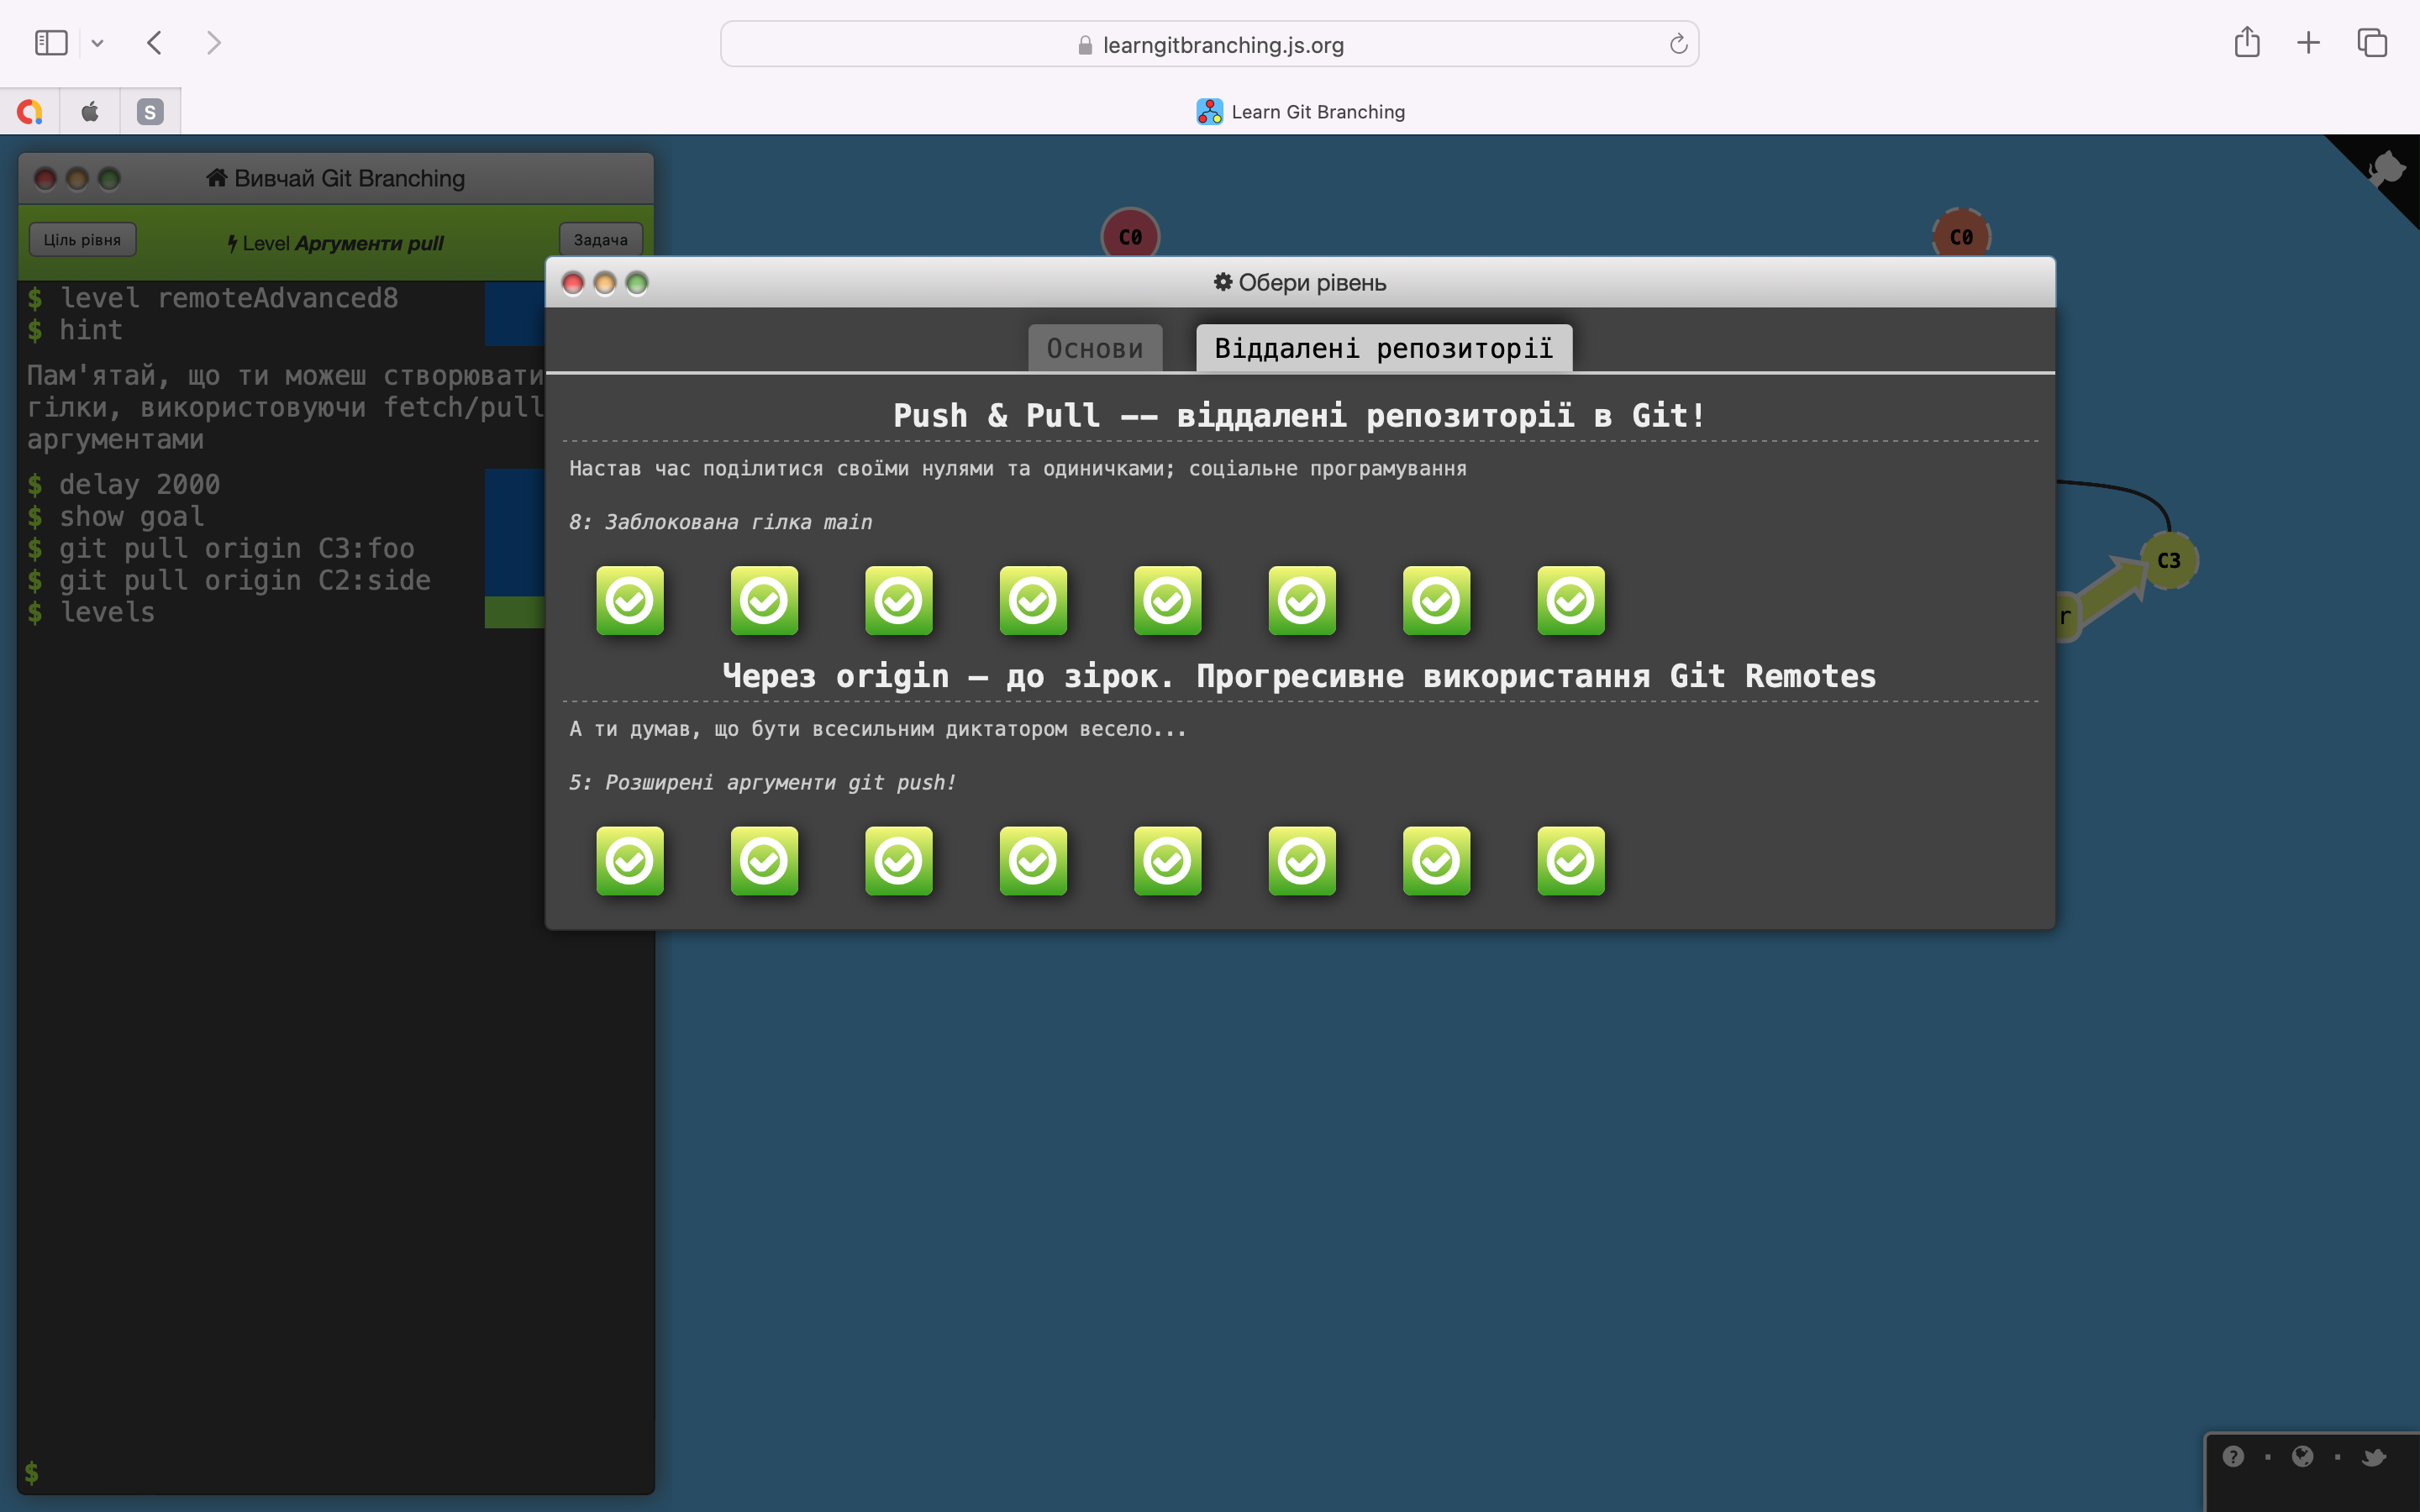 learngitbranching.js.org
S
Learn Git Branching
Вивчай Git Branching
Ціль рівня
Level Аргументи pull
Задача
$ level remoteAdvanced8
$ hint
Пам'ятай, що ти можеш створювати
гілки, використовуючи fetch/pull
аргументами
$ delay 2000
$ show goal
$ git pull origin C3:foo
$ git pull origin C2:side
$ levels
$
C0
C0
C3
r
Обери рівень
Основи
Віддалені репозиторії
Push & Pull -- віддалені репозиторії в Git!
Настав час поділитися своїми нулями та одиничками; соціальне програмування
8: Заблокована гілка main
Через origin – до зірок. Прогресивне використання Git Remotes
А ти думав, що бути всесильним диктатором весело...
5: Розширені аргументи git push!